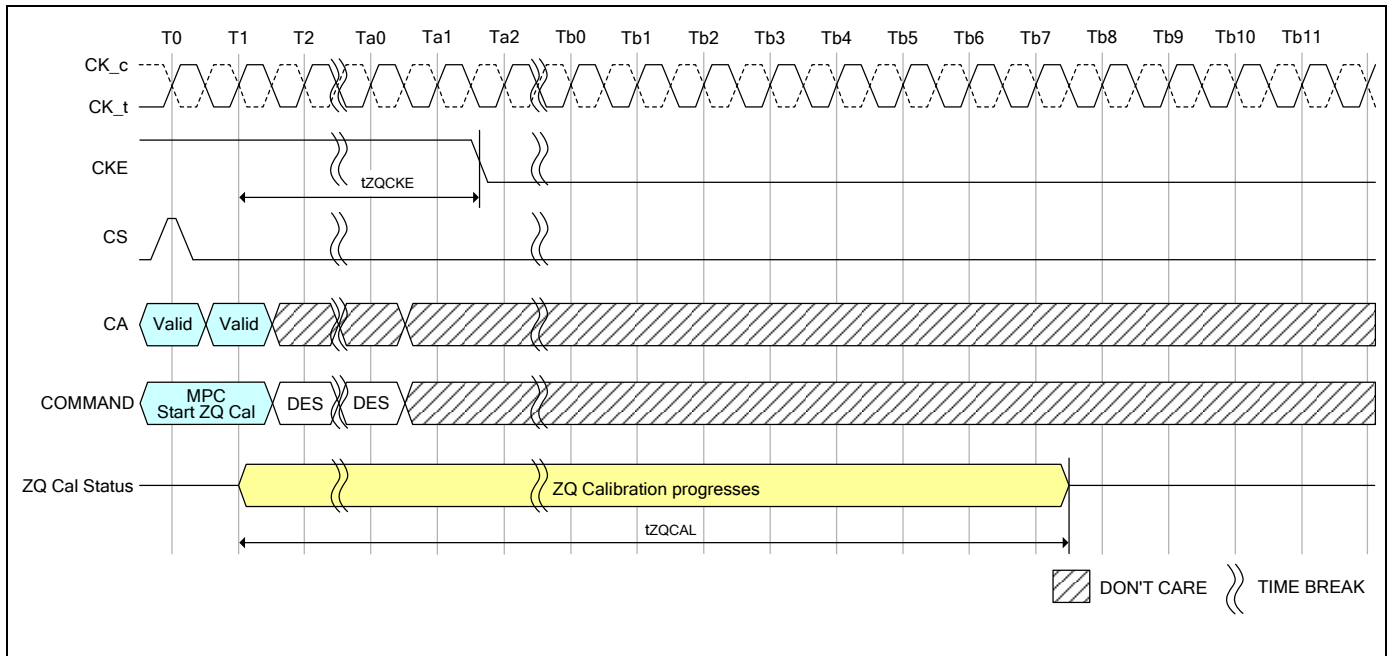 T0 T1 T2 Ta0 Ta1 Ta2 Tb0 Tb1 Tb2 Tb3 Tb4 Tb5 Tb6 Tb7 Tb8 Tb9 Tb10 Tb11
CK_c
CK_t
CKE
tZQCKE
CS
CA Valid Valid
COMMAND MPC
Start ZQ Cal DES DES
ZQ Cal Status ZQ Calibration progresses
tZQCAL
DON'T CARE TIME BREAK